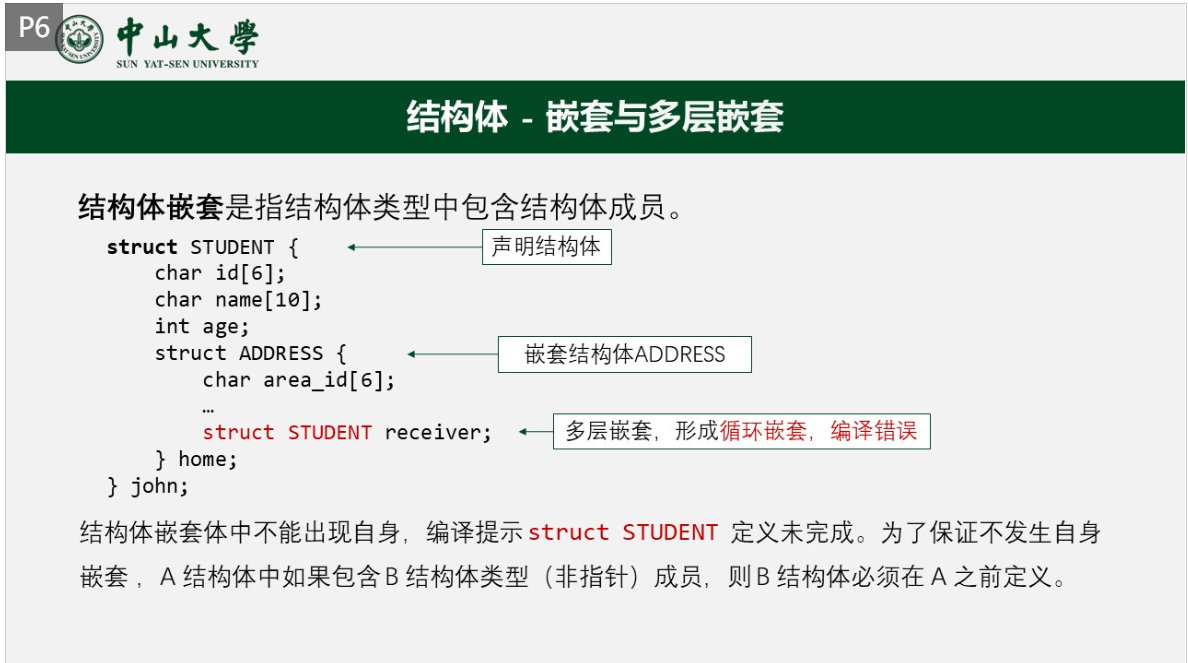 P6
中山大學
SUN YAT-SEN UNIVERSITY
结构体 - 嵌套与多层嵌套
结构体嵌套是指结构体类型中包含结构体成员。
struct STUDENT {
声明结构体
char id[6];
char name[10];
int age;
struct ADDRESS {
嵌套结构体ADDRESS
char area_id[6];
…
struct STUDENT receiver;
多层嵌套，形成循环嵌套，编译错误
} home;
} john;
结构体嵌套体中不能出现自身，编译提示 struct STUDENT 定义未完成。为了保证不发生自身
嵌套，A 结构体中如果包含 B 结构体类型（非指针）成员，则 B 结构体必须在 A 之前定义。